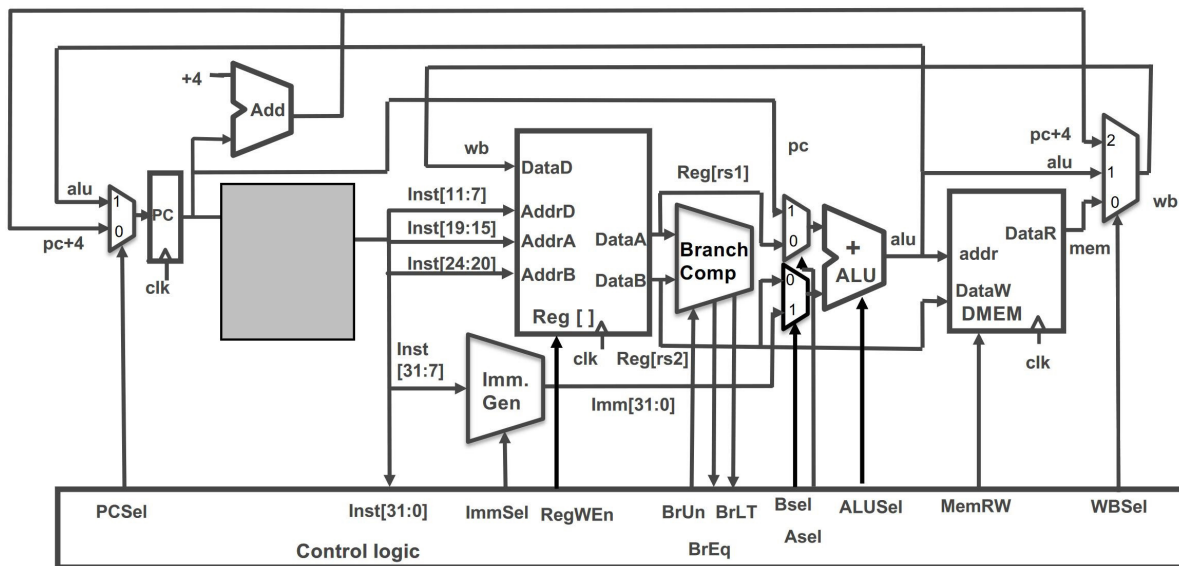 +4
Add
pc
pc+4
2
alu
1
wb
0
wb
DataD
Reg[rs1]
alu
1
0
PC
pc+4
clk
Inst[11:7]
AddrD
Inst[19:15]
AddrA
Inst[24:20]
AddrB
DataA
DataB
Reg [ ]
clk
Branch
Comp
1
0
0
1
+
ALU
alu
DataR
addr
DataW
DMEM
clk
mem
Reg[rs2]
Inst
[31:7]
Imm.
Gen
Imm[31:0]
PCSel
Inst[31:0]
ImmSel
RegWEn
BrUn
BrLT
Bsel
ALUSel
MemRW
WBSel
BrEq
Asel
Control logic